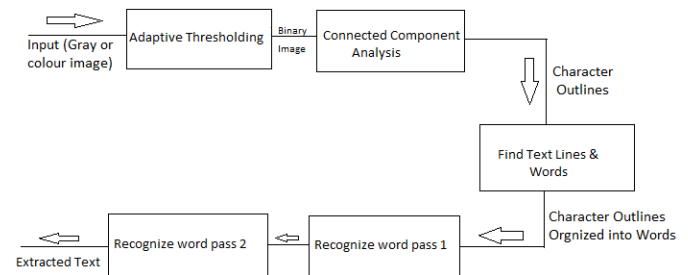 Input (Gray or
colour image)
Adaptive Thresholding
Binary
Image
Connected Component
Analysis
Character
Outlines
Find Text Lines &
Words
Character Outlines
Orgnized into Words
Recognize word pass 1
Recognize word pass 2
Extracted Text